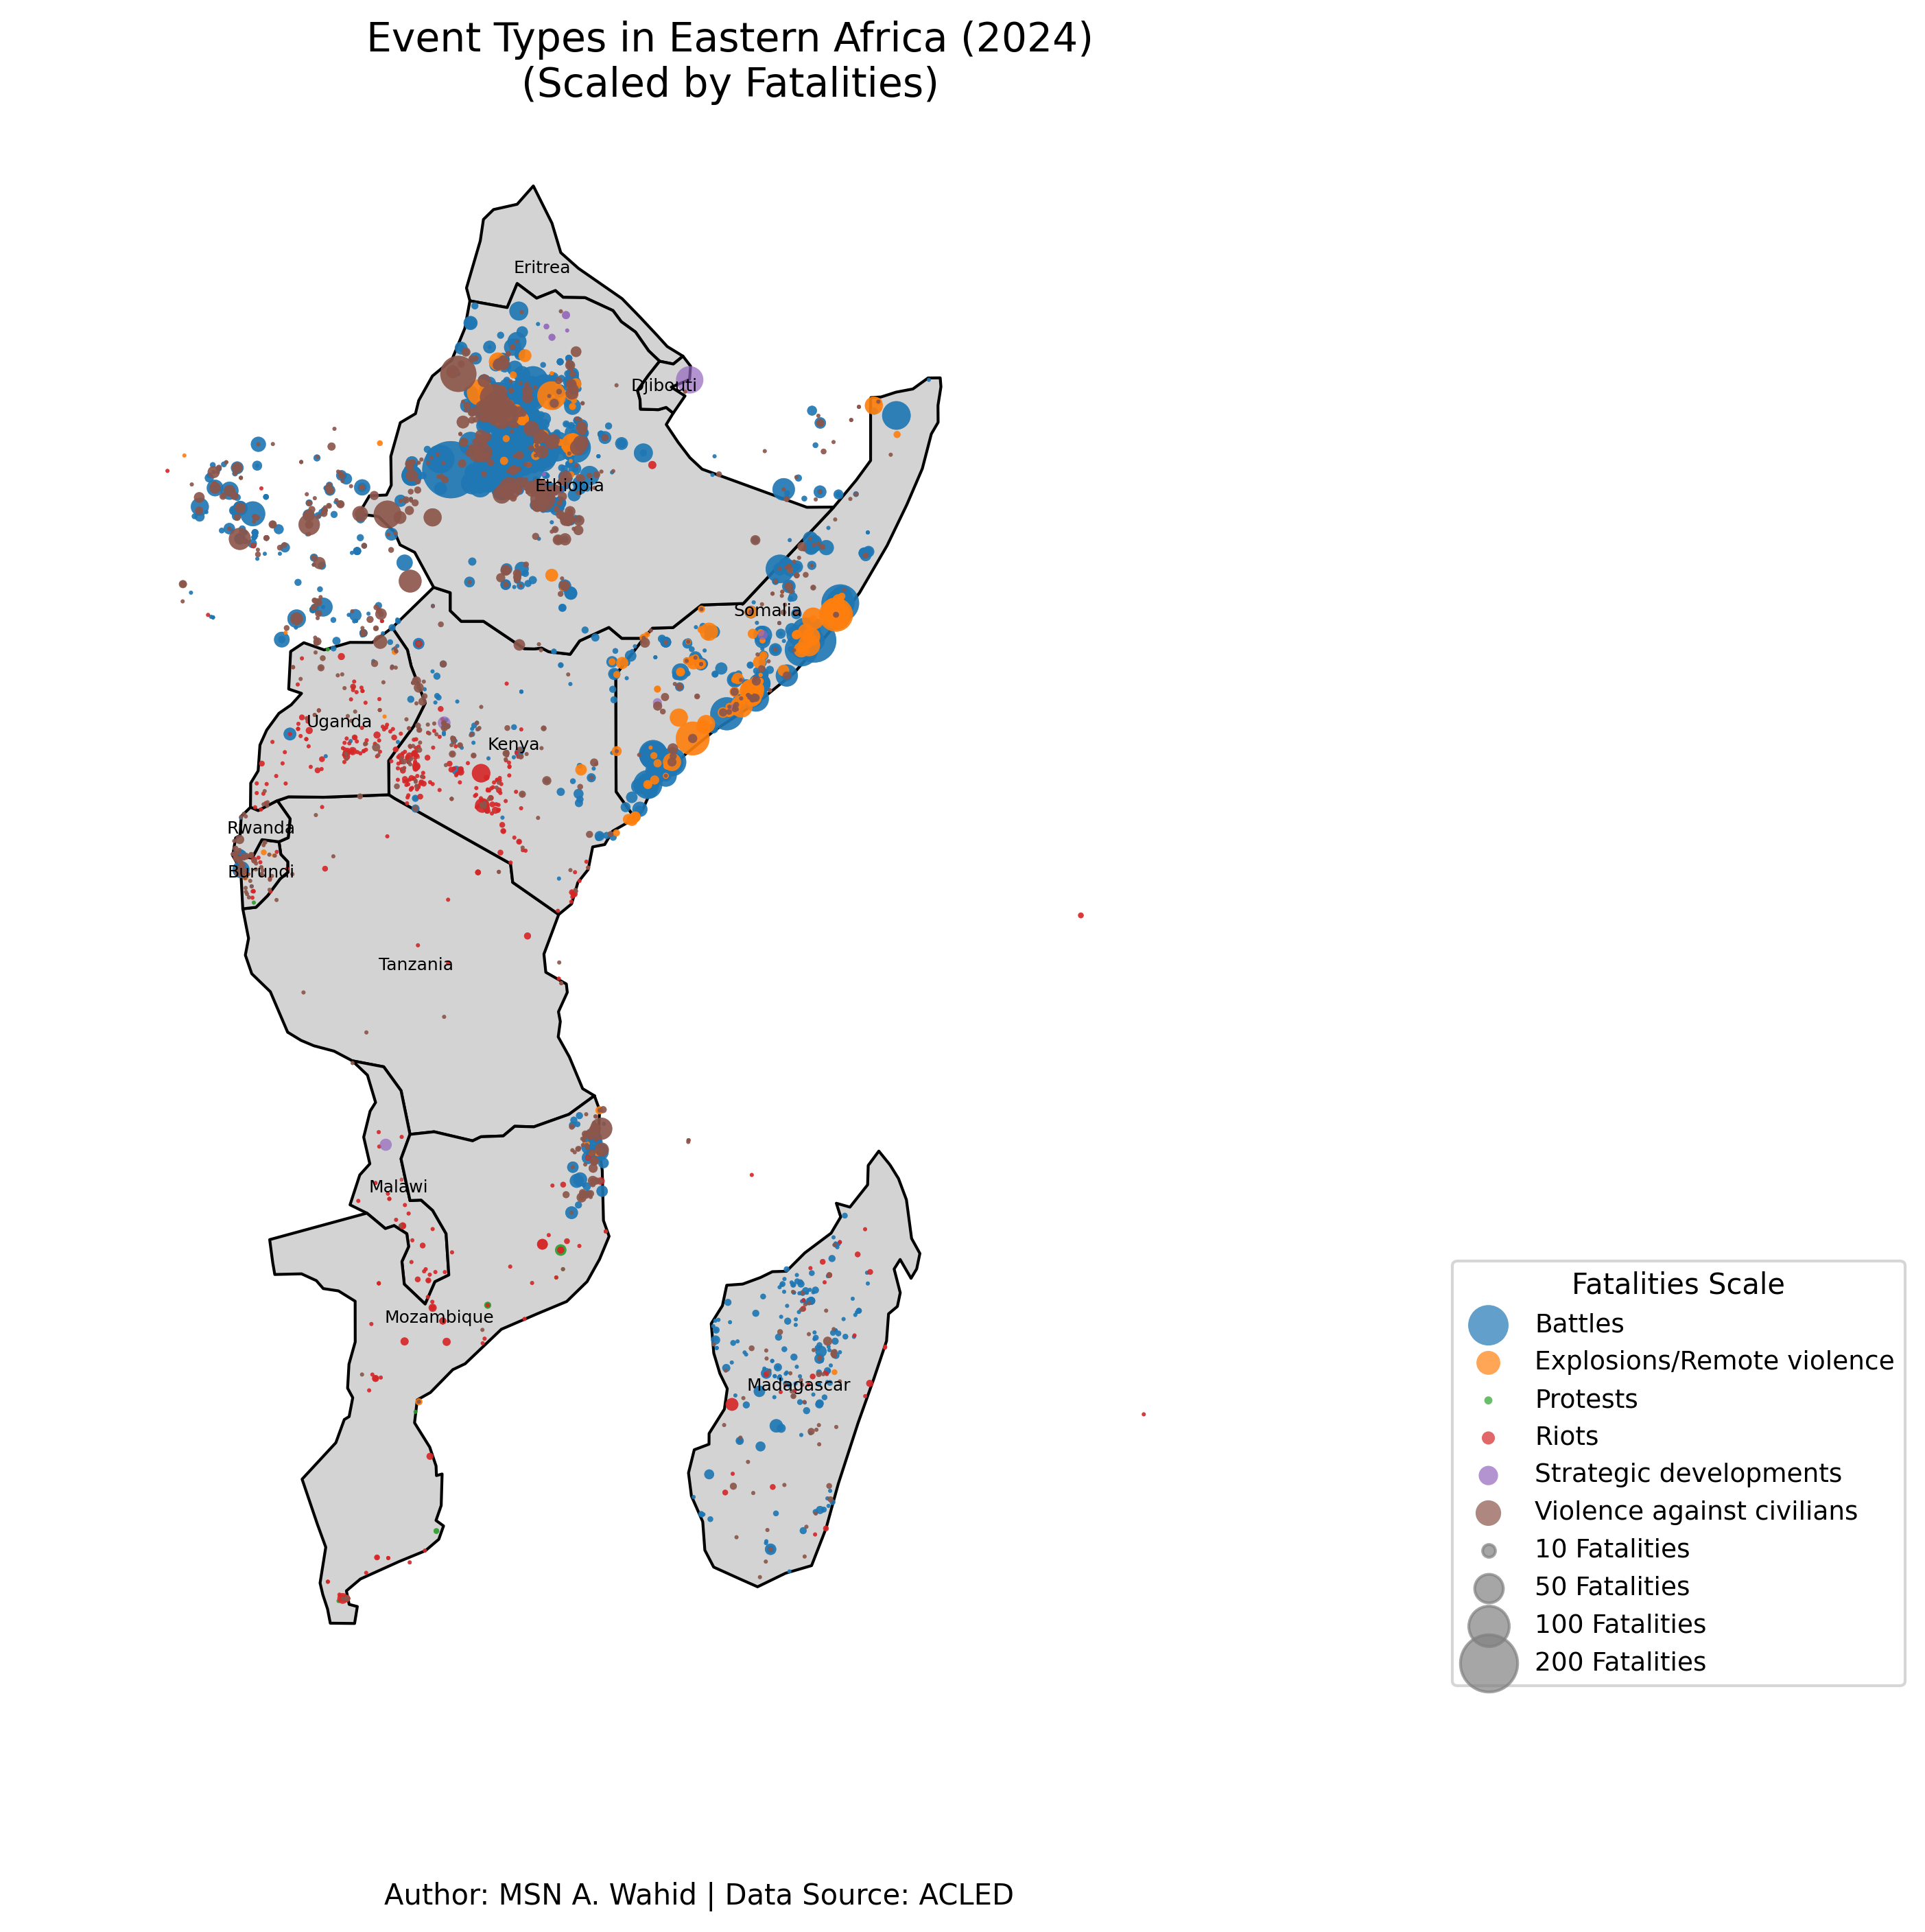 Event Types in Eastern Africa (2024)
(Scaled by Fatalities)
Eritrea
Djibouti
Ethiopia
Somalia
Uganda
Kenya
Rwanda
Burundi
Tanzania
Malawi
Mozambique
Madagascar
Fatalities Scale
Battles
Explosions/Remote violence
Protests
Riots
Strategic developments
Violence against civilians
10 Fatalities
50 Fatalities
100 Fatalities
200 Fatalities
Author: MSN A. Wahid | Data Source: ACLED